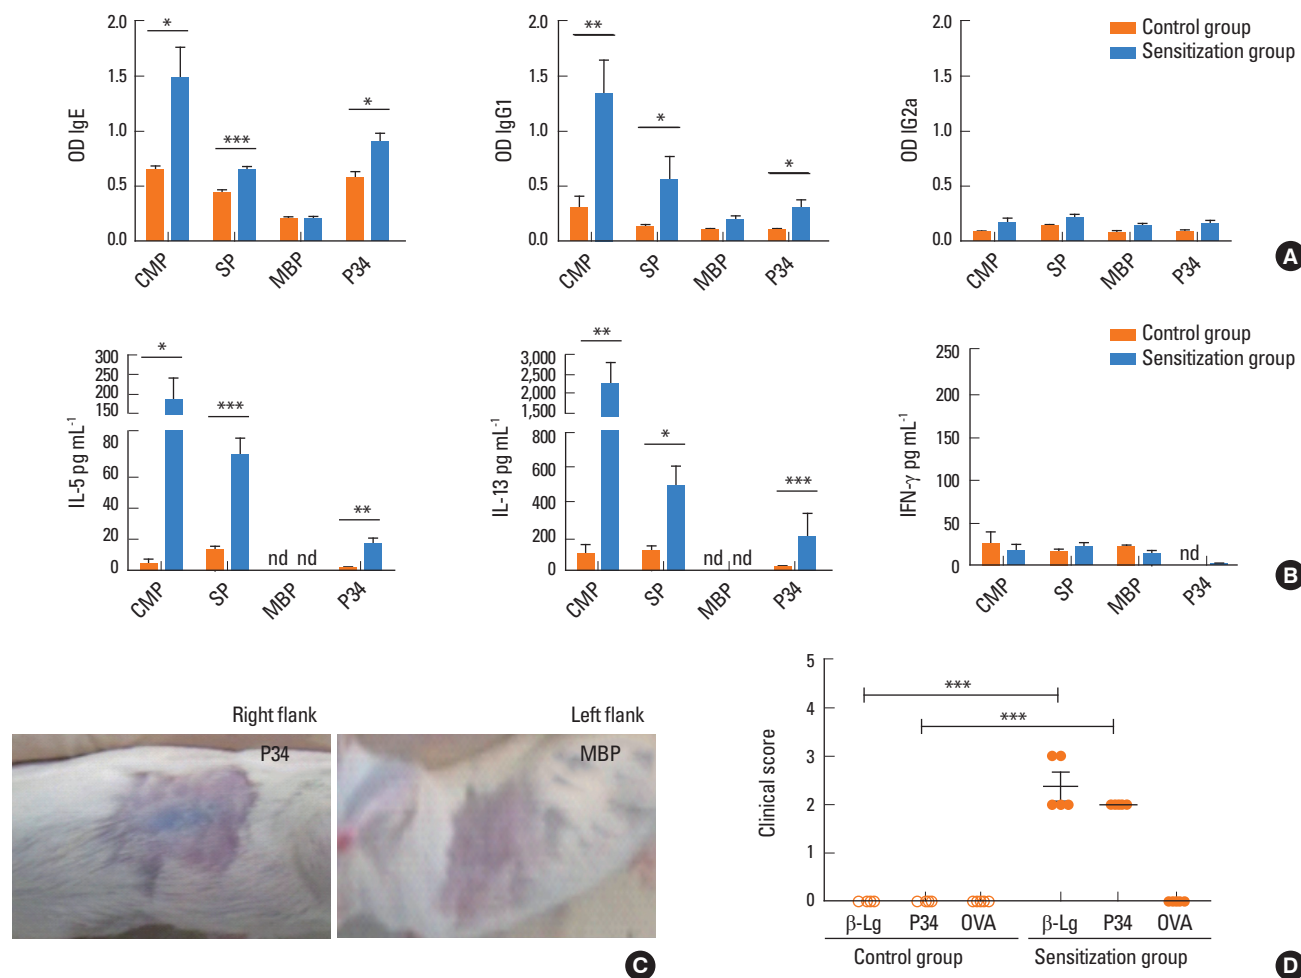 2.0
1.5
1.0
0.5
0.0
OD IgE
*
***
*
CMP
SP
MBP
P34
2.0
1.5
1.0
0.5
0.0
OD IgG1
**
*
*
CMP
SP
MBP
P34
2.0
1.5
1.0
0.5
0.0
OD IG2a
CMP
SP
MBP
P34
Control group
Sensitization group
A
300
250
200
150
80
60
40
20
0
IL-5 pg mL-1
*
***
nd nd
**
CMP
SP
MBP
P34
3,000
2,500
2,000
1,500
800
600
400
200
0
IL-13 pg mL-1
**
*
nd nd
***
CMP
SP
MBP
P34
250
200
150
100
50
0
IFN-γ pg mL-1
nd
CMP
SP
MBP
P34
Control group
Sensitization group
B
Right flank
P34
Left flank
MBP
C
5
4
3
2
1
0
Clinical score
***
***
β-Lg P34 OVA β-Lg P34 OVA
Control group Sensitization group
D